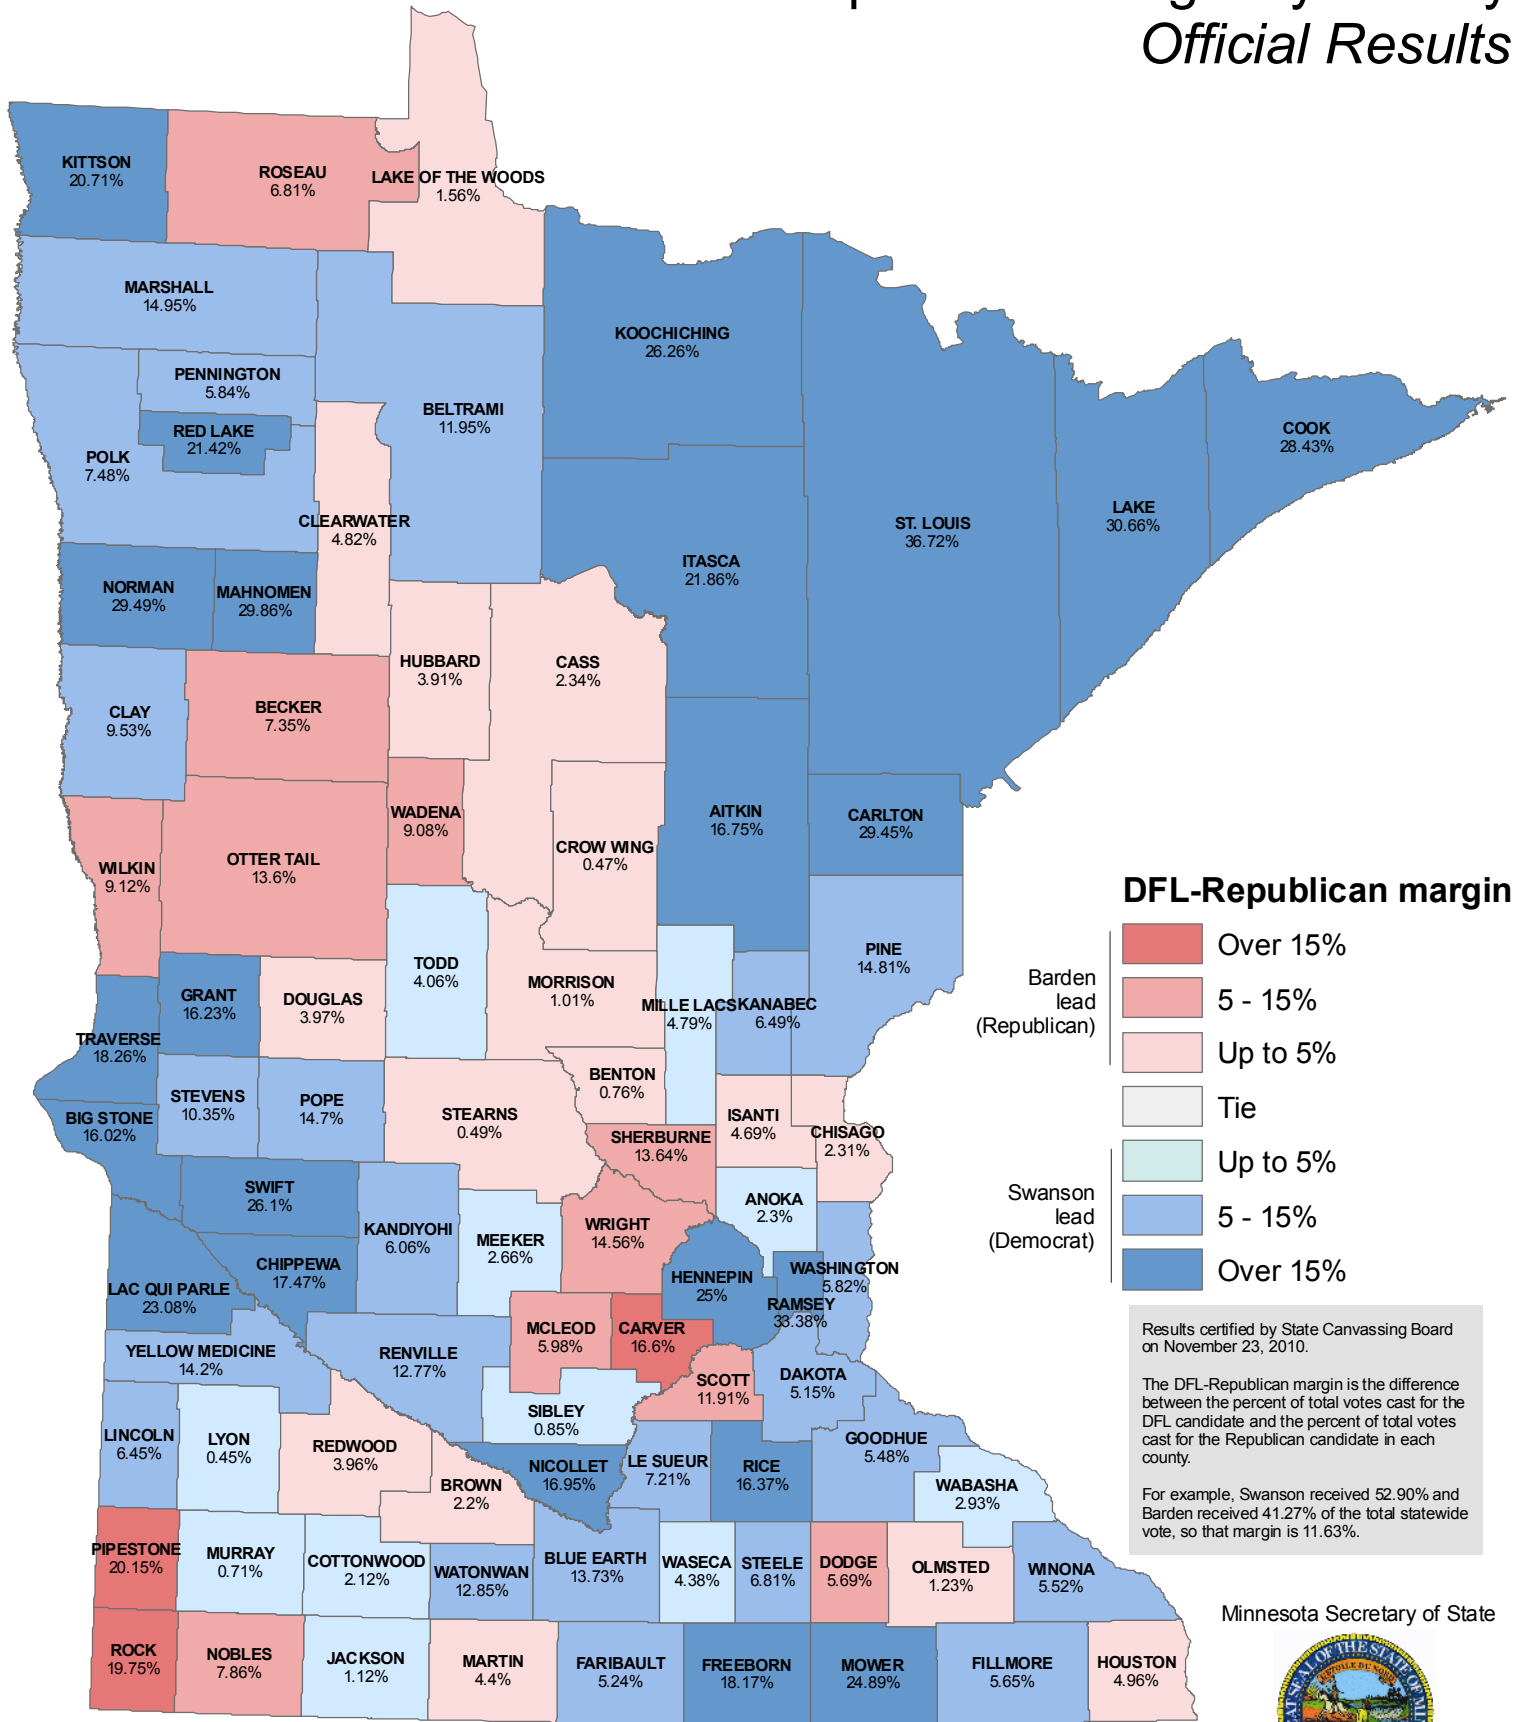 Official Results
KITTSON
20.71%
ROSEAU
6.81%
LAKE OF THE WOODS
1.56%
MARSHALL
14.95%
KOOCHICHING
26.26%
PENNINGTON
5.84%
BELTRAMI
11.95%
RED LAKE
21.42%
POLK
7.48%
COOK
28.43%
LAKE
30.66%
ST. LOUIS
36.72%
CLEARWATER
4.82%
ITASCA
21.86%
NORMAN
29.49%
MAHNOMEN
29.86%
HUBBARD
3.91%
CASS
2.34%
CLAY
9.53%
BECKER
7.35%
WADENA
9.08%
AITKIN
16.75%
CARLTON
29.45%
CROW WING
0.47%
WILKIN
9.12%
OTTER TAIL
13.6%
TODD
4.06%
PINE
14.81%
MORRISON
1.01%
GRANT
16.23%
DOUGLAS
3.97%
MILLE LACS
4.79%
KANABEC
6.49%
TRAVERSE
18.26%
BENTON
0.76%
STEVENS
10.35%
POPE
14.7%
STEARNS
0.49%
BIG STONE
16.02%
ISANTI
4.69%
CHISAGO
2.31%
SHERBURNE
13.64%
SWIFT
26.1%
ANOKA
2.3%
KANDIYOHI
6.06%
MEEKER
2.66%
WRIGHT
14.56%
CHIPPEWA
17.47%
HENNEPIN
25%
WASHINGTON
5.82%
RAMSEY
33.38%
LAC QUI PARLE
23.08%
MCLEOD
5.98%
CARVER
16.6%
YELLOW MEDICINE
14.2%
RENVILLE
12.77%
SCOTT
11.91%
DAKOTA
5.15%
SIBLEY
0.85%
LINCOLN
6.45%
LYON
0.45%
REDWOOD
3.96%
GOODHUE
5.48%
NICOLLET
16.95%
LE SUEUR
7.21%
RICE
16.37%
BROWN
2.2%
WABASHA
2.93%
PIPESTONE
20.15%
MURRAY
0.71%
COTTONWOOD
2.12%
WATONWAN
12.85%
BLUE EARTH
13.73%
WASECA
4.38%
STEELE
6.81%
DODGE
5.69%
OLMSTED
1.23%
WINONA
5.52%
ROCK
19.75%
NOBLES
7.86%
JACKSON
1.12%
MARTIN
4.4%
FARIBAULT
5.24%
FREEBORN
18.17%
MOWER
24.89%
FILLMORE
5.65%
HOUSTON
4.96%
DFL-Republican margin
Barden
lead
(Republican)
Over 15%
5 - 15%
Up to 5%
Tie
Swanson
lead
(Democrat)
Up to 5%
5 - 15%
Over 15%
Results certified by State Canvassing Board
on November 23, 2010.
The DFL-Republican margin is the difference
between the percent of total votes cast for the
DFL candidate and the percent of total votes
cast for the Republican candidate in each
county.
For example, Swanson received 52.90% and
Barden received 41.27% of the total statewide
vote, so that margin is 11.63%.
Minnesota Secretary of State